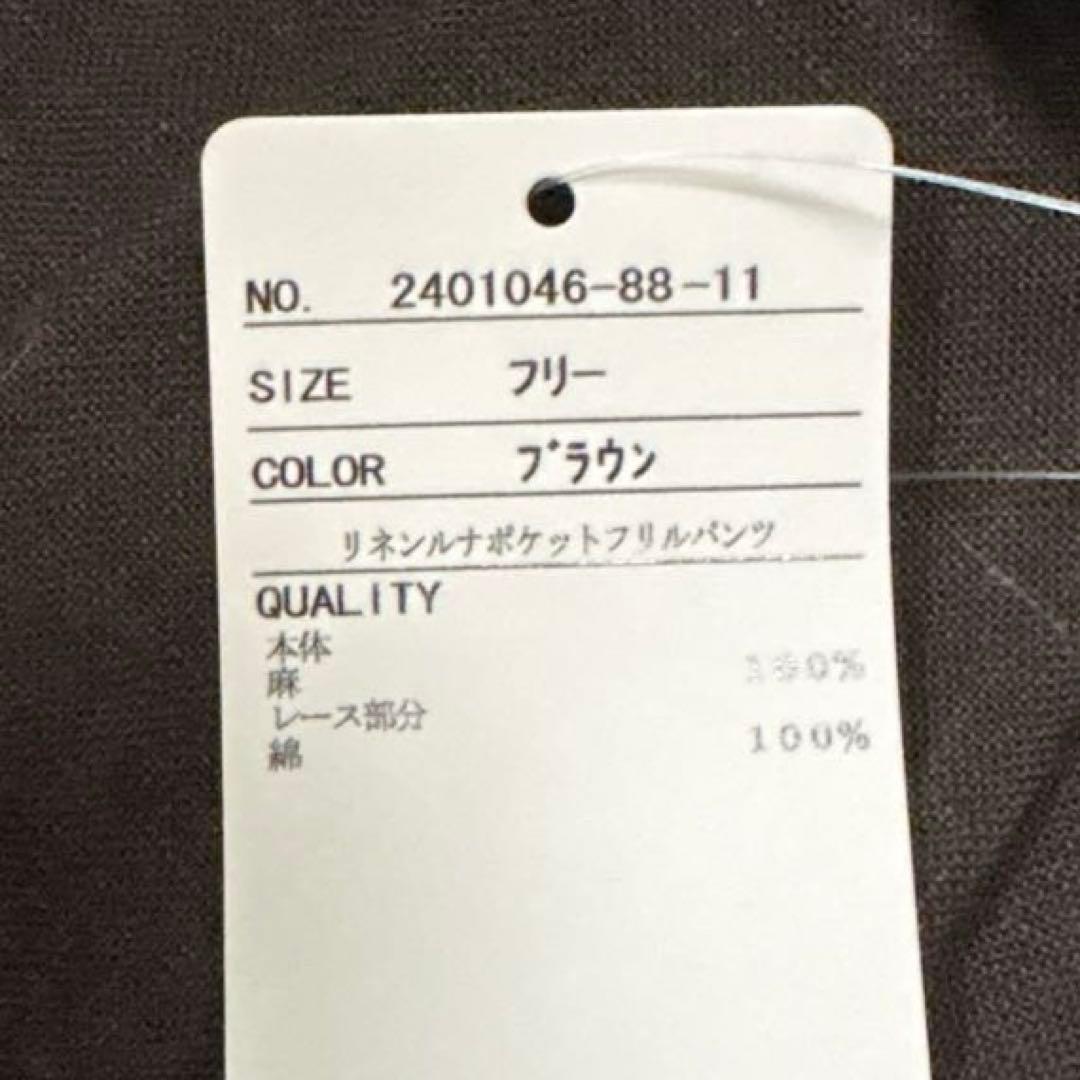 NO. 2401046-88-11
SIZE フリー
COLOR ブラウン
リネンルナポケットフリルパンツ
QUALITY
本体
麻 100%
レース部分
綿 100%